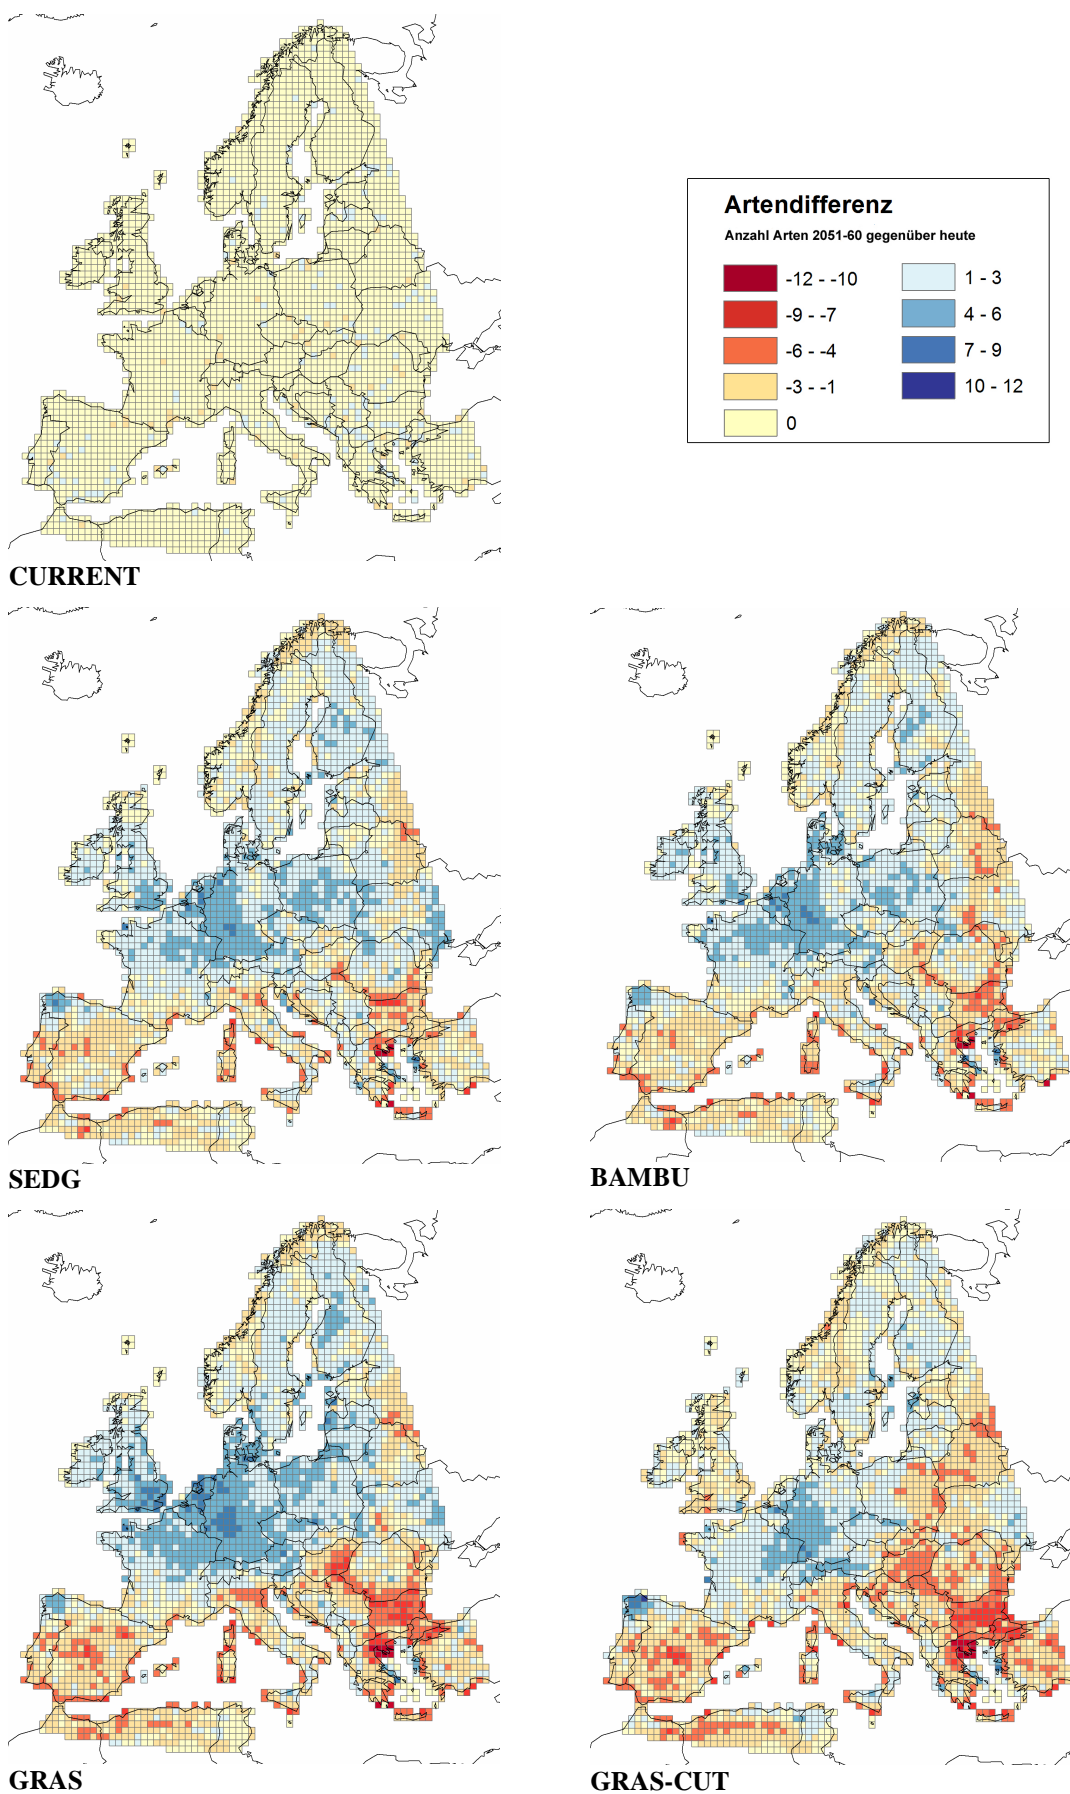 Artendifferenz
Anzahl Arten 2051-60 gegenüber heute
-12 - -10
-9 - -7
-6 - -4
-3 - -1
0
1 - 3
4 - 6
7 - 9
10 - 12
CURRENT
SEDG
BAMBU
GRAS
GRAS-CUT